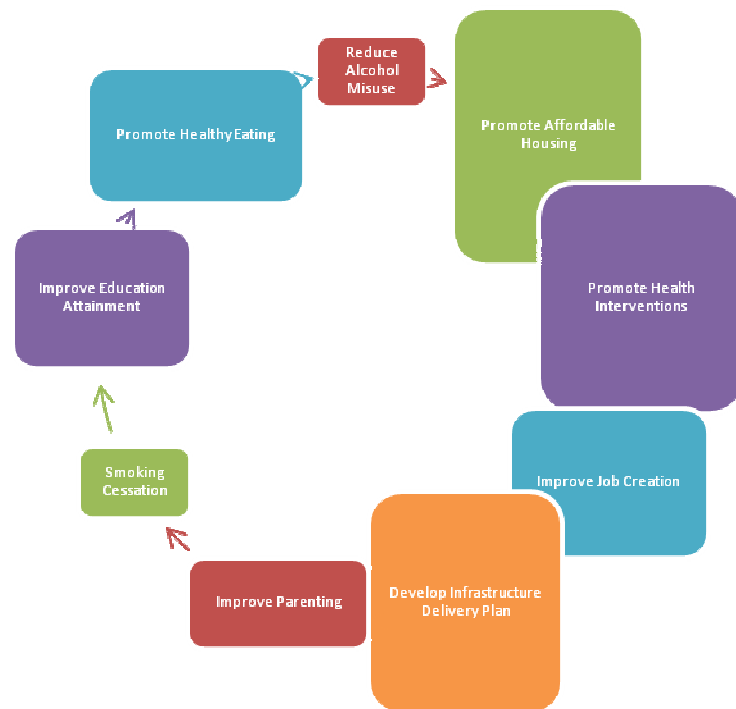 Reduce
Alcohol
Misuse
Promote Healthy Eating
Promote Affordable
Housing
Improve Education
Attainment
Promote Health
Interventions
Smoking
Cessation
Improve Job Creation
Improve Parenting
Develop Infrastructure
Delivery Plan